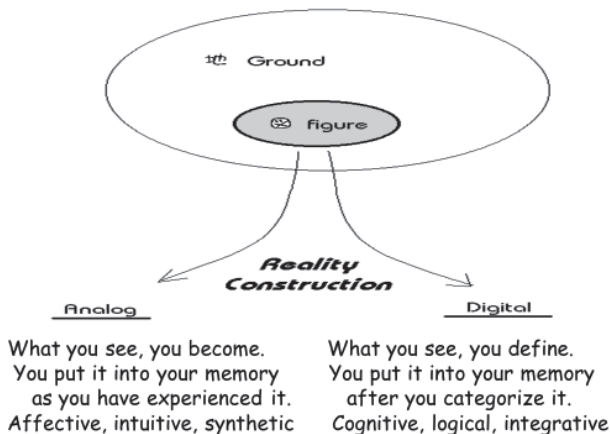 地 Ground
図 figure
Reality
Construction
Analog
Digital
What you see, you become.
You put it into your memory
as you have experienced it.
Affective, intuitive, synthetic
What you see, you define.
You put it into your memory
after you categorize it.
Cognitive, logical, integrative